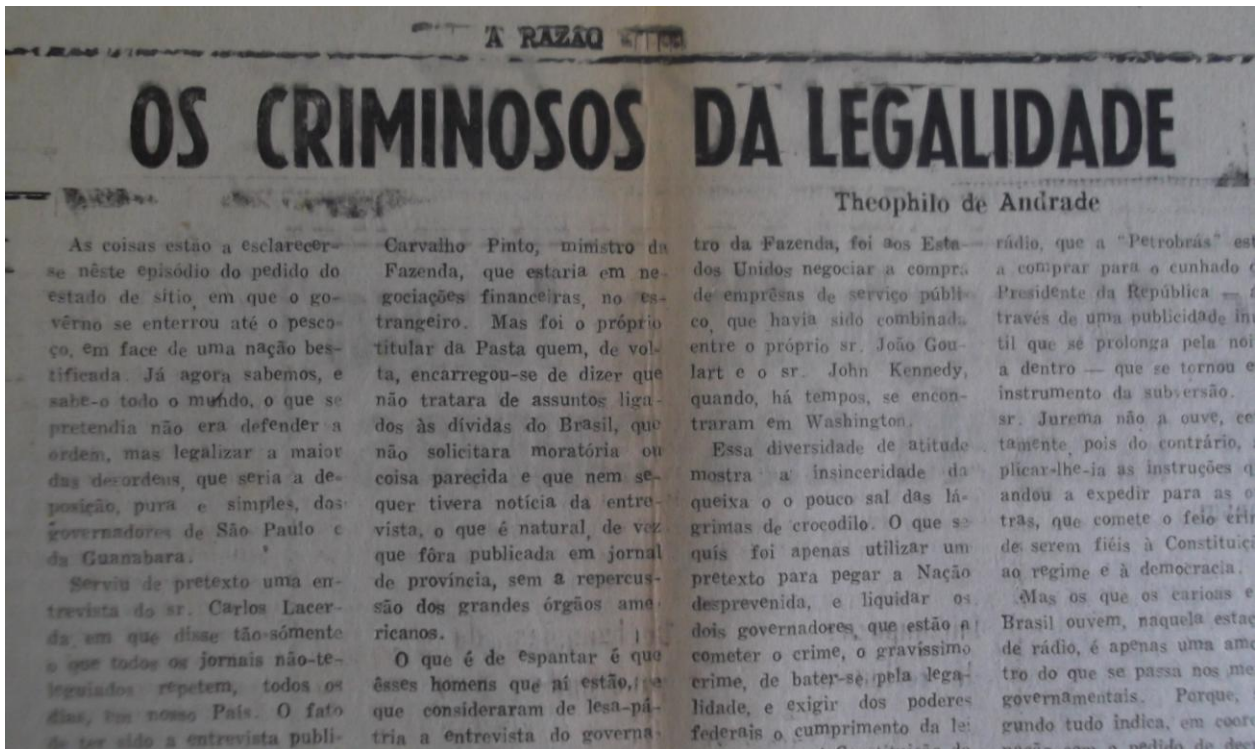 A RAZÃO
OS CRIMINOSOS DA LEGALIDADE
Theophilo de Andrade
As coisas estão a esclarecer-
se nêste episódio do pedido do
estado de sítio, em que o go-
vêrno se enterrou até o pesco-
ço, em face de uma nação bes-
tificada. Já agora sabemos, e
sabe-o todo o mundo, o que se
pretendia não era defender a
ordem, mas legalizar a maior
das desordens, que seria a de-
posição, pura e simples, dos
governadores de São Paulo e
da Guanabara.
Serviu de pretexto uma en-
trevista do sr. Carlos Lacer-
da em que disse tão-sómente
o que todos os jornais não-te-
leguiados repetem, todos os
dias, em nosso País. O fato
de ter sido a entrevista publi-
Carvalho Pinto, ministro da
Fazenda, que estaria em ne-
gociações financeiras, no es-
trangeiro. Mas foi o próprio
titular da Pasta quem, de vol-
ta, encarregou-se de dizer que
não tratara de assuntos liga-
dos às dívidas do Brasil, que
não solicitara moratória ou
coisa parecida e que nem se-
quer tivera notícia da entre-
vista, o que é natural, de vez
que fôra publicada em jornal
de província, sem a repercus-
são dos grandes órgãos ame-
ricanos.
O que é de espantar é que
êsses homens que aí estão, e
que consideraram de lesa-pá-
tria a entrevista do governa-
tro da Fazenda, foi aos Esta-
dos Unidos negociar a compra
de emprêsas de serviço públi-
co, que havia sido combinada
entre o próprio sr. João Gou-
lart e o sr. John Kennedy,
quando, há tempos, se encon-
traram em Washington.
Essa diversidade de atitude
mostra a insinceridade da
queixa o o pouco sal das lá-
grimas de crocodilo. O que se
quis foi apenas utilizar um
pretexto para pegar a Nação
desprevenida, e liquidar os
dois governadores, que estão a
cometer o crime, o gravíssimo
crime, de bater-se pela lega-
lidade, e exigir dos poderes
federais o cumprimento da lei
rádio, que a "Petrobrás" est
a comprar para o cunhado
Presidente da República — a
través de uma publicidade inú
til que se prolonga pela noi
a dentro — que se tornou e
instrumento da subversão.
sr. Jurema não a ouve, cer
tamente, pois do contrário,
plicar-lhe-ia as instruções q
andou a expedir para as o
tras, que comete o feio cri
de serem fiéis à Constituiçã
ao regime e à democracia.
Mas os que os carioas e
Brasil ouvem, naquela estaç
de rádio, é apenas uma amo
tro do que se passa nos me
governamentais. Porque,
gundo tudo indica, em coor